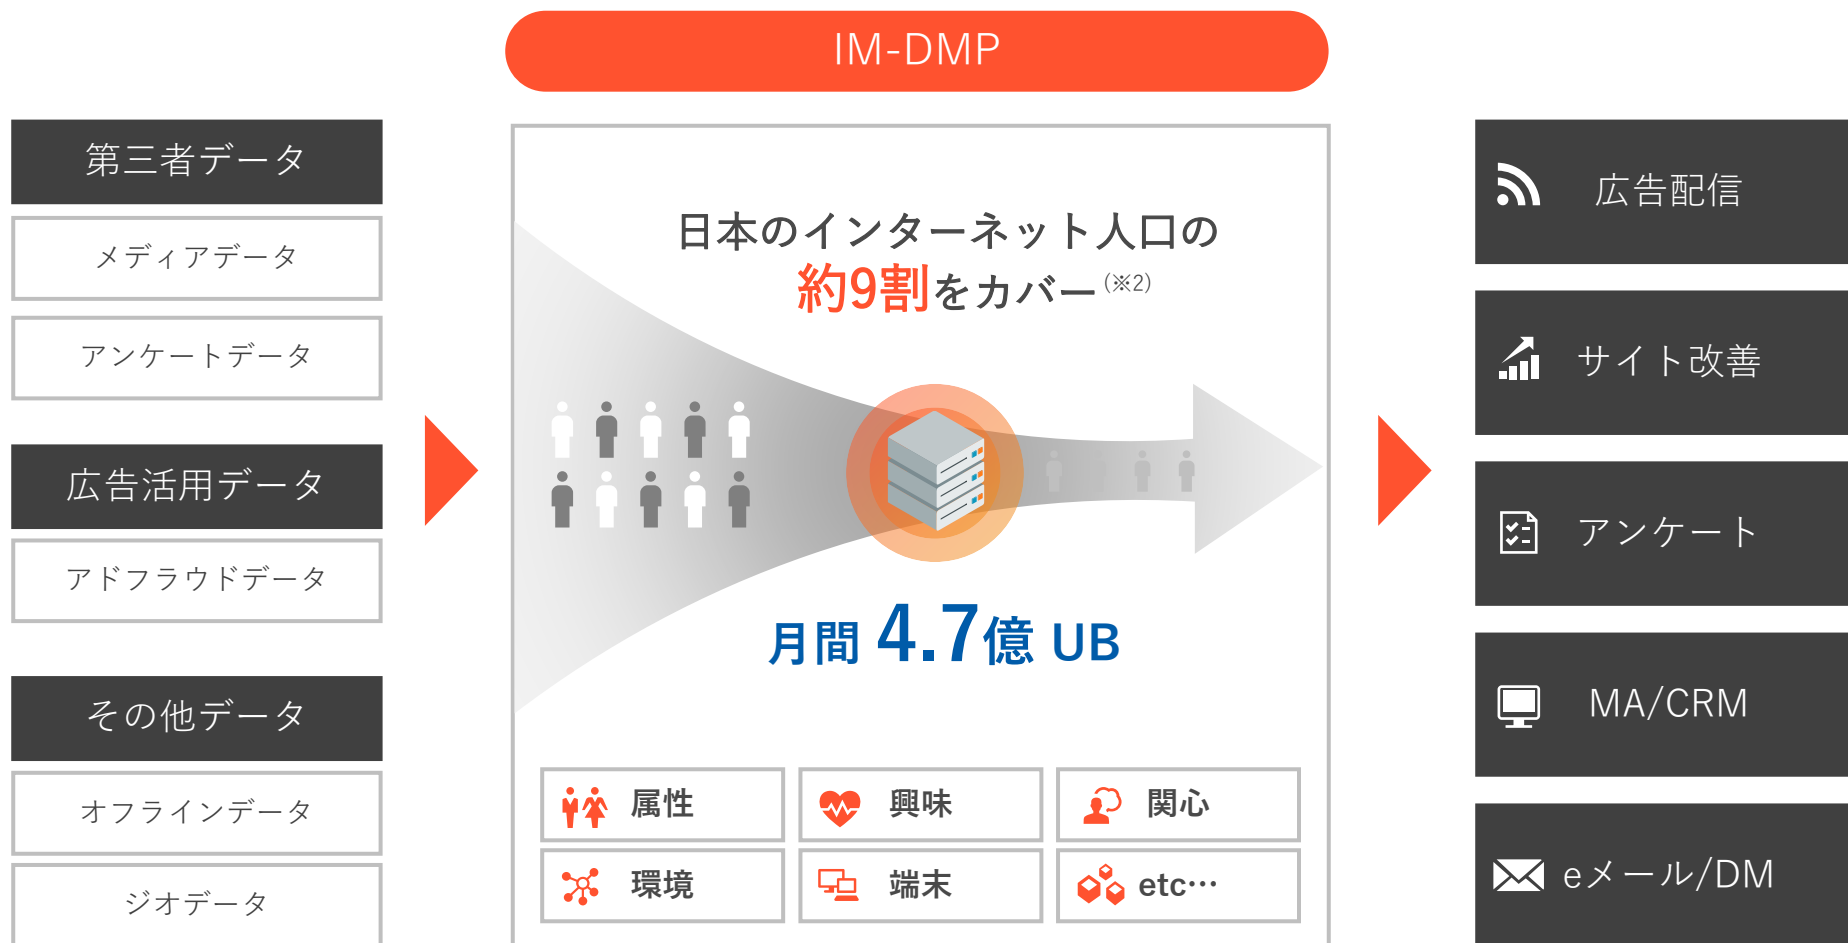 IM-DMP
第三者データ
メディアデータ
アンケートデータ
広告活用データ
アドフラウドデータ
その他データ
オフラインデータ
ジオデータ
日本のインターネット人口の
約9割をカバー(※2)
月間 4.7億 UB
属性
興味
関心
環境
端末
etc…
広告配信
サイト改善
アンケート
MA/CRM
eメール/DM